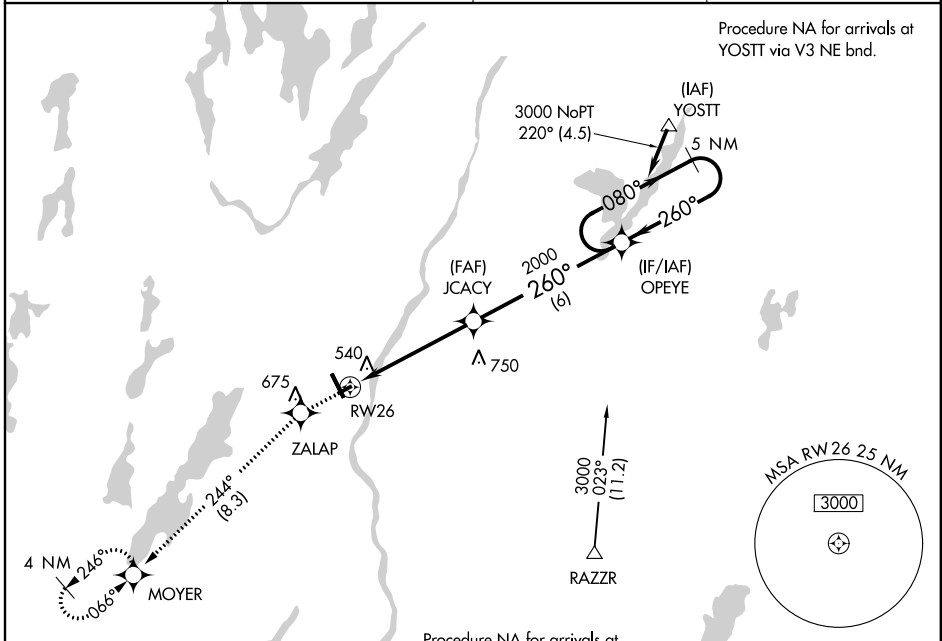 Procedure NA for arrivals at
YOSTT via V3 NE bnd.
(IAF)
YOSTT
3000 NoPT
220° (4.5)
5 NM
080°
260°
(IF/IAF)
OPEYE
2000
260°
(6)
(FAF)
JCACY
750
540
RW26
675
ZALAP
244°
(8.3)
4 NM
246°
066°
MOYER
3000
023°
(11.2)
RAZZR
MSA RW 26 25 NM
3000
Procedure NA for arrivals at